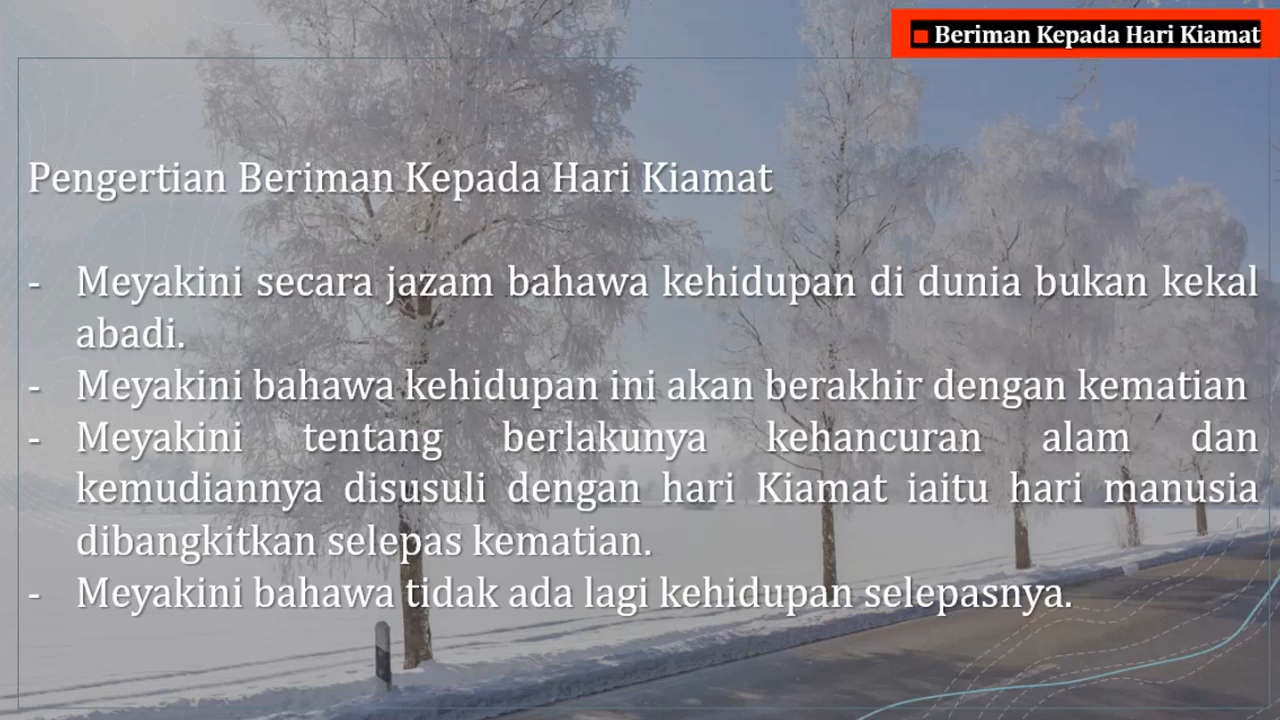 Beriman Kepada Hari Kiamat
Pengertian Beriman Kepada Hari Kiamat
- Meyakini secara jazam bahawa kehidupan di dunia bukan kekal
abadi.
- Meyakini bahawa kehidupan ini akan berakhir dengan kematian
- Meyakini tentang berlakunya kehancuran alam dan
kemudiannya disusuli dengan hari Kiamat iaitu hari manusia
dibangkitkan selepas kematian.
- Meyakini bahawa tidak ada lagi kehidupan selepasnya.